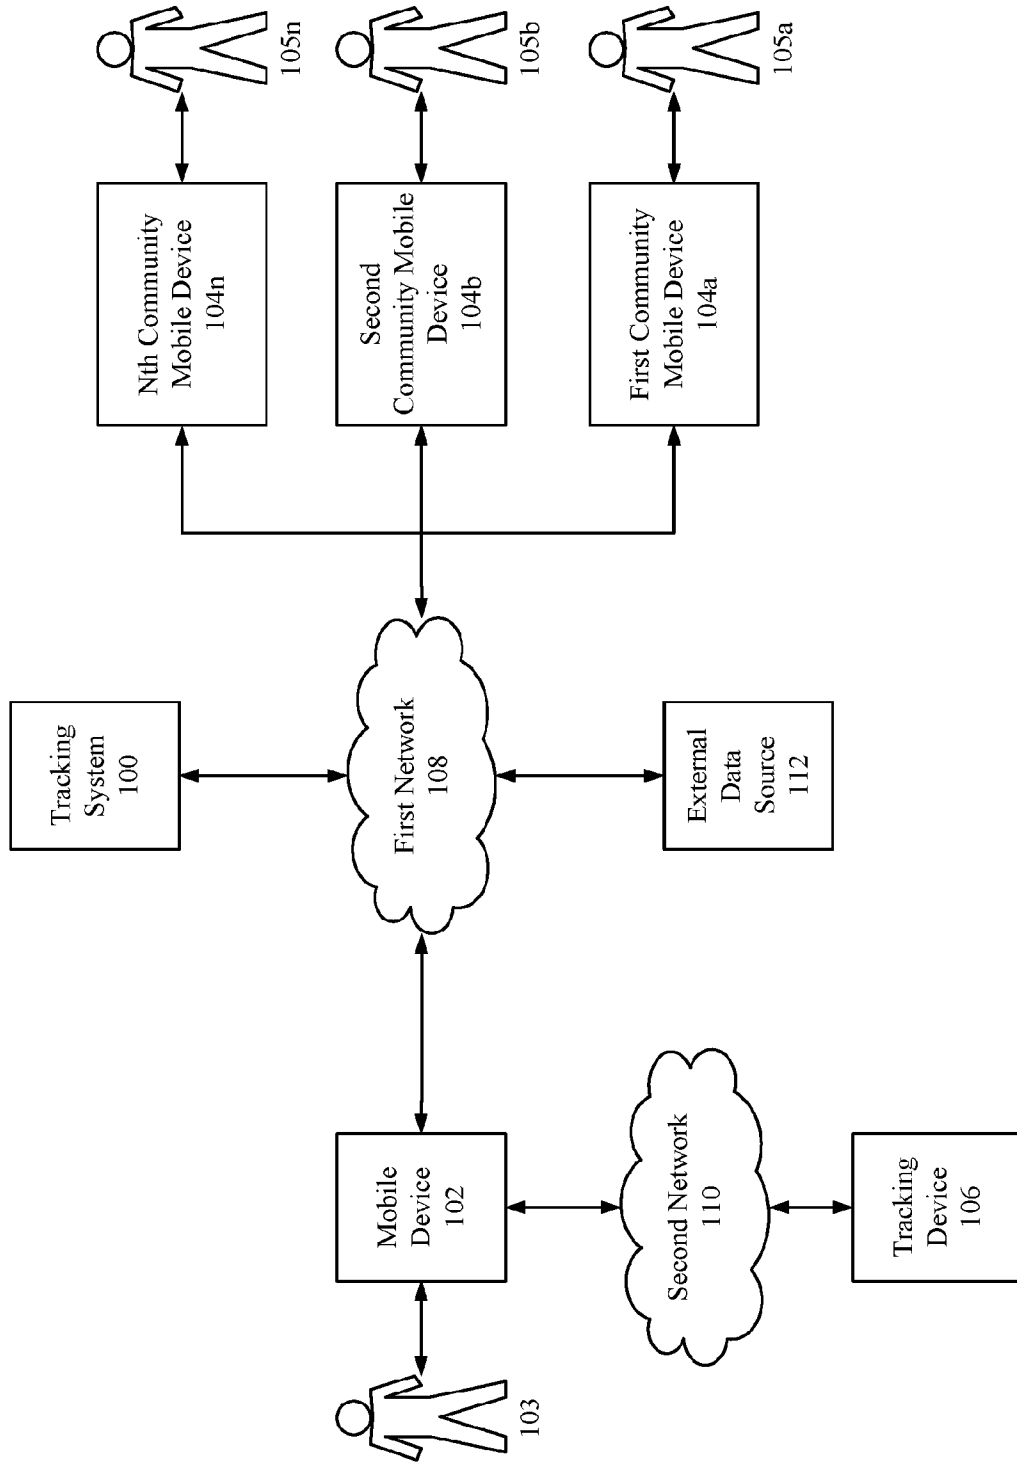 Tracking
System
100
103
Mobile
Device
102
First Network
108
Nth Community
Mobile Device
104n
105n
Second
Community Mobile
Device
104b
105b
First Community
Mobile Device
104a
105a
Second Network
110
External
Data
Source
112
Tracking
Device
106